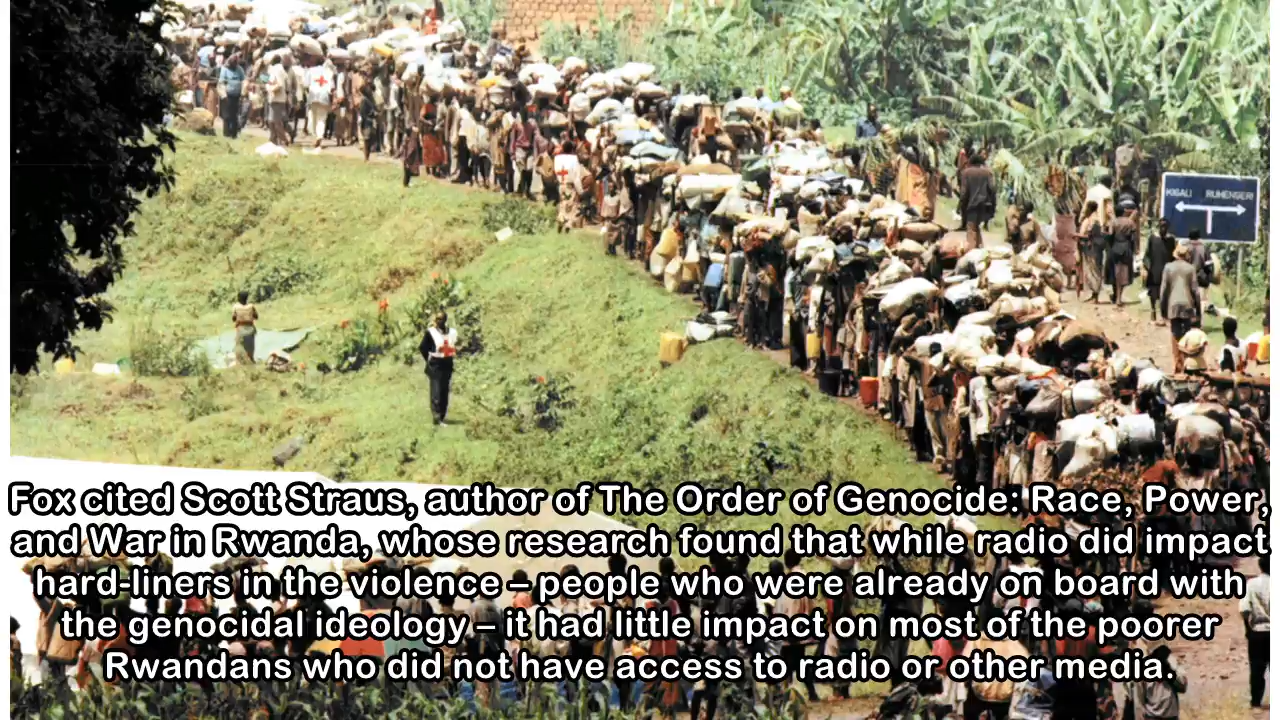 KIGALI RUHENGERI
Fox cited Scott Straus, author of The Order of Genocide: Race, Power,
and War in Rwanda, whose research found that while radio did impact
hard-liners in the violence – people who were already on board with
the genocidal ideology – it had little impact on most of the poorer
Rwandans who did not have access to radio or other media.